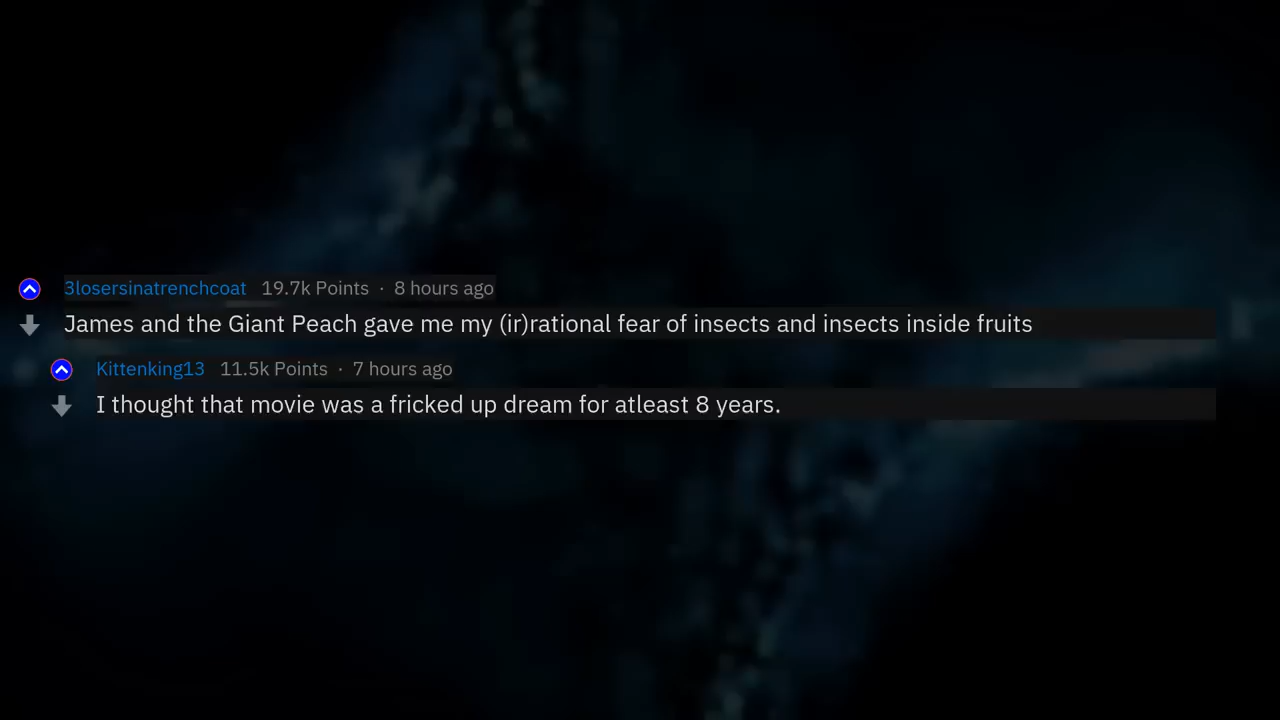 3losersinatrenchcoat 19.7k Points · 8 hours ago
James and the Giant Peach gave me my (ir)rational fear of insects and insects inside fruits
Kittenking13 11.5k Points · 7 hours ago
I thought that movie was a fricked up dream for atleast 8 years.